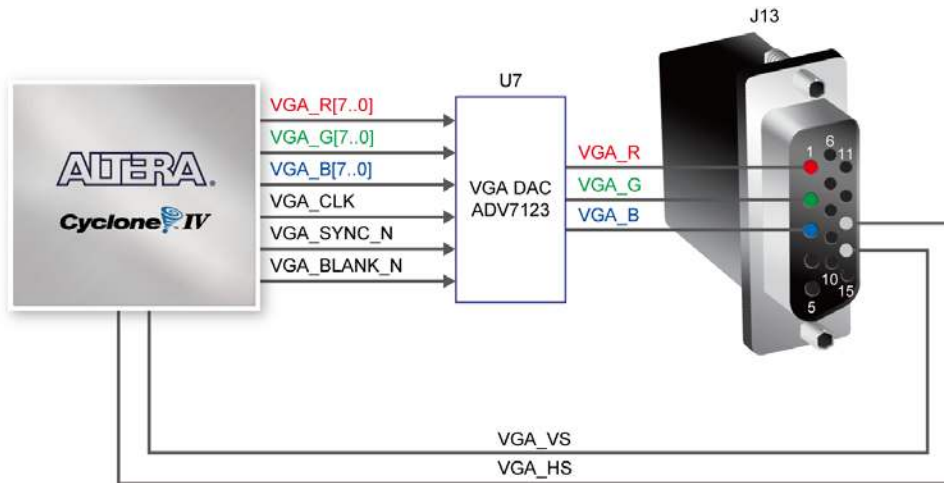 J13
U7
VGA_R[7..0]
VGA_G[7..0]
VGA_B[7..0]
VGA_CLK
VGA_SYNC_N
VGA_BLANK_N
ALTERA.
Cyclone IV
VGA DAC
ADV7123
VGA_R
VGA_G
VGA_B
1
6
11
5
10
15
VGA_VS
VGA_HS